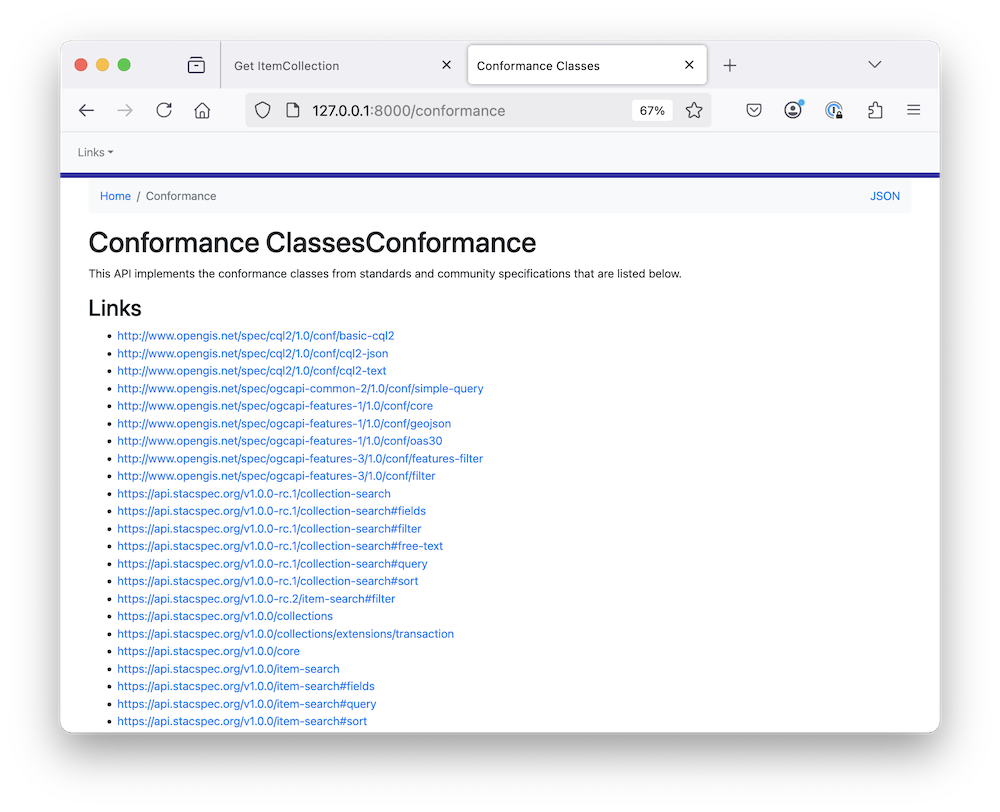 Get ItemCollection
Conformance Classes
127.0.0.1:8000/conformance
67%
Links
Home / Conformance
JSON
Conformance ClassesConformance
This API implements the conformance classes from standards and community specifications that are listed below.
Links
http://www.opengis.net/spec/cql2/1.0/conf/basic-cql2
http://www.opengis.net/spec/cql2/1.0/conf/cql2-json
http://www.opengis.net/spec/cql2/1.0/conf/cql2-text
http://www.opengis.net/spec/ogcapi-common-2/1.0/conf/simple-query
http://www.opengis.net/spec/ogcapi-features-1/1.0/conf/core
http://www.opengis.net/spec/ogcapi-features-1/1.0/conf/geojson
http://www.opengis.net/spec/ogcapi-features-1/1.0/conf/oas30
http://www.opengis.net/spec/ogcapi-features-3/1.0/conf/features-filter
http://www.opengis.net/spec/ogcapi-features-3/1.0/conf/filter
https://api.stacspec.org/v1.0.0-rc.1/collection-search
https://api.stacspec.org/v1.0.0-rc.1/collection-search#fields
https://api.stacspec.org/v1.0.0-rc.1/collection-search#filter
https://api.stacspec.org/v1.0.0-rc.1/collection-search#free-text
https://api.stacspec.org/v1.0.0-rc.1/collection-search#query
https://api.stacspec.org/v1.0.0-rc.1/collection-search#sort
https://api.stacspec.org/v1.0.0-rc.2/item-search#filter
https://api.stacspec.org/v1.0.0/collections
https://api.stacspec.org/v1.0.0/collections/extensions/transaction
https://api.stacspec.org/v1.0.0/core
https://api.stacspec.org/v1.0.0/item-search
https://api.stacspec.org/v1.0.0/item-search#fields
https://api.stacspec.org/v1.0.0/item-search#query
https://api.stacspec.org/v1.0.0/item-search#sort